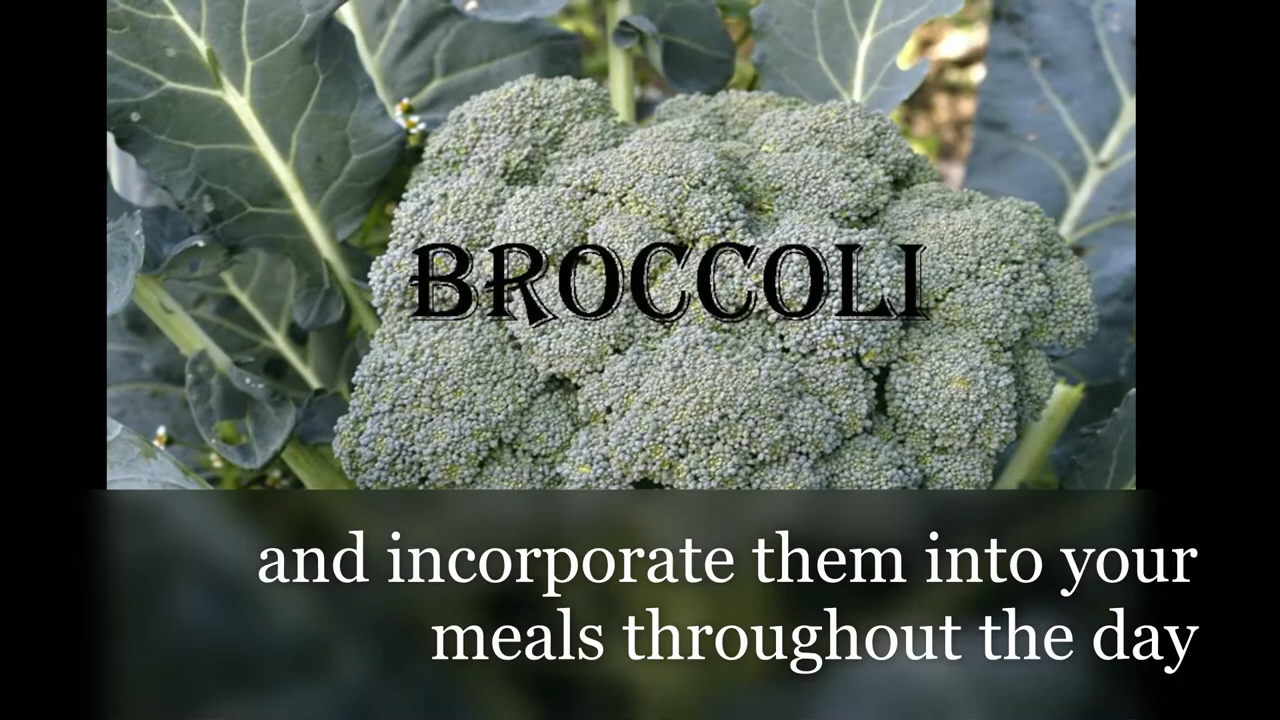 BROCCOLI
and incorporate them into your
meals throughout the day